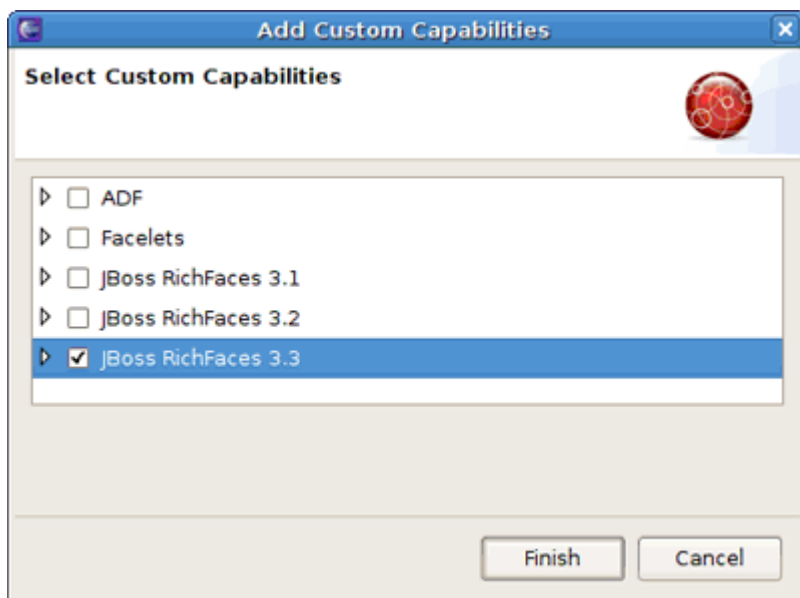 Add Custom Capabilities
Select Custom Capabilities
ADF
Facelets
JBoss RichFaces 3.1
JBoss RichFaces 3.2
JBoss RichFaces 3.3
Finish Cancel